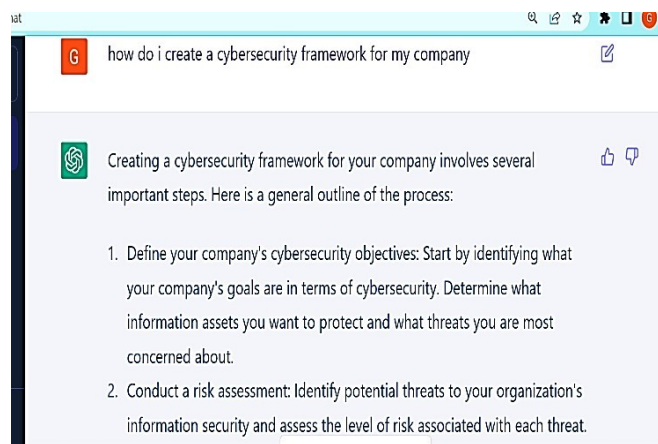 hat
G
G how do i create a cybersecurity framework for my company
Creating a cybersecurity framework for your company involves several
important steps. Here is a general outline of the process:
1. Define your company's cybersecurity objectives: Start by identifying what
your company's goals are in terms of cybersecurity. Determine what
information assets you want to protect and what threats you are most
concerned about.
2. Conduct a risk assessment: Identify potential threats to your organization's
information security and assess the level of risk associated with each threat.